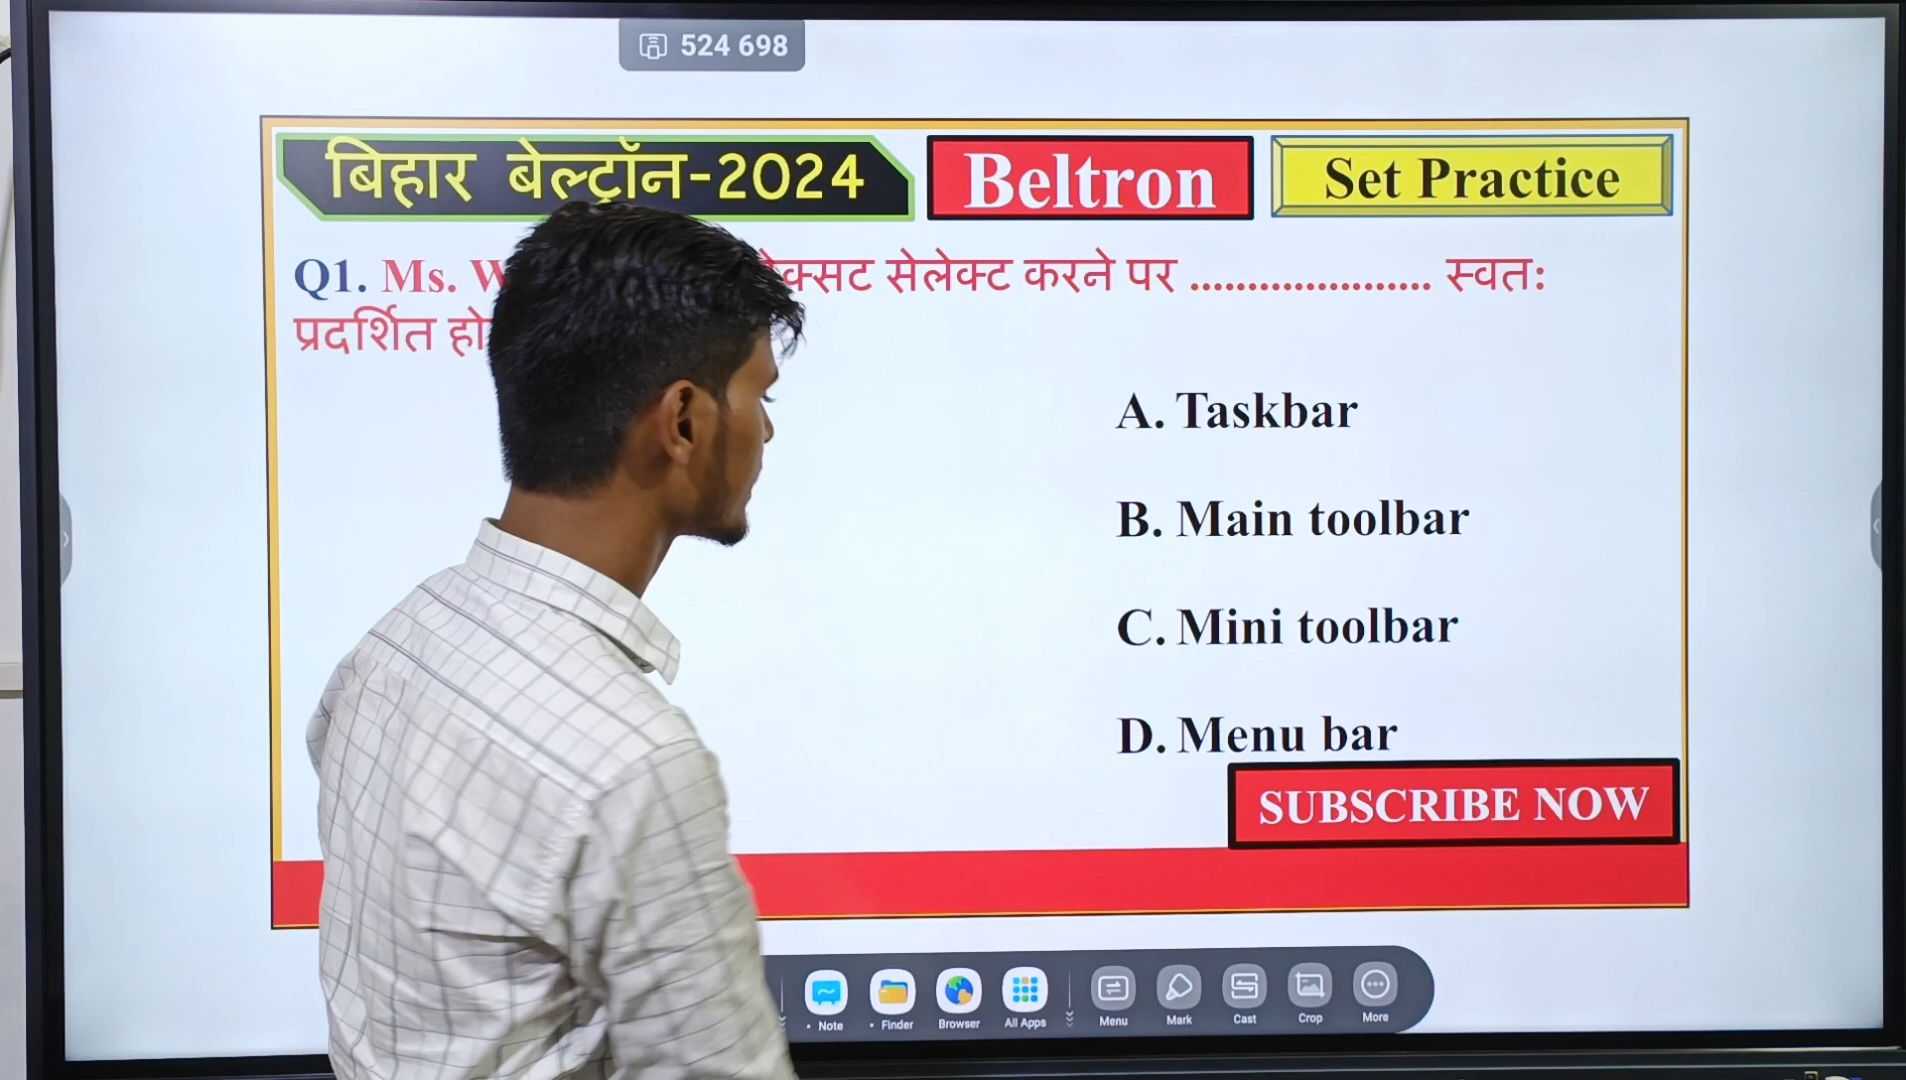 524 698
बिहार बेल्ट्रॉन-2024
Beltron
Set Practice
Q1. Ms. सेलेक्ट करने पर ..................... स्वतः
प्रदर्शित
A. Taskbar
B. Main toolbar
C. Mini toolbar
D. Menu bar
SUBSCRIBE NOW
Note Finder Browser All Apps Menu Mark Cast Crop More